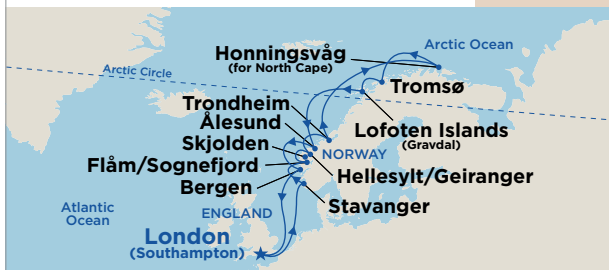 Honningsvåg
(for North Cape)
Arctic Ocean
Arctic Circle
Tromsø
Trondheim
Ålesund
Lofoten Islands
(Gravdal)
Skjolden
NORWAY
Flåm/Sognefjord
Hellesylt/Geiranger
Bergen
Stavanger
Atlantic
Ocean
ENGLAND
London
(Southampton)